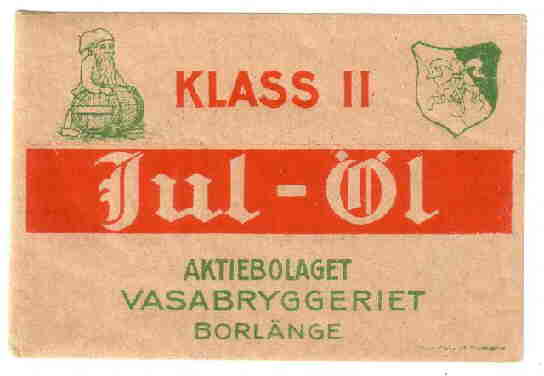 KLASS II
Jul-Öl
AKTIEBOLAGET
VASABRYGGERIET
BORLÄNGE